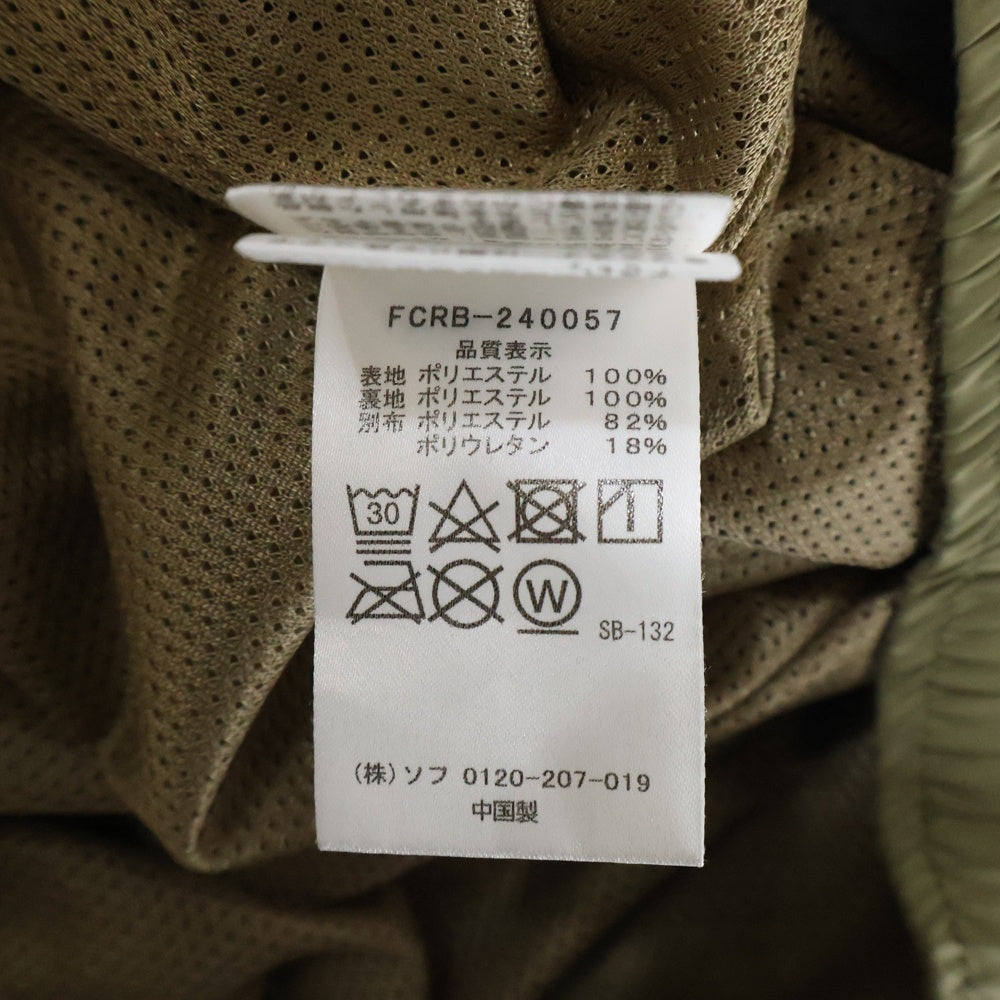 FCRB-240057
品質表示
表地 ポリエステル 100%
裏地 ポリエステル 100%
別布 ポリエステル 82%
ポリウレタン 18%
30
W
SB-132
(株)ソフ 0120-207-019
中国製